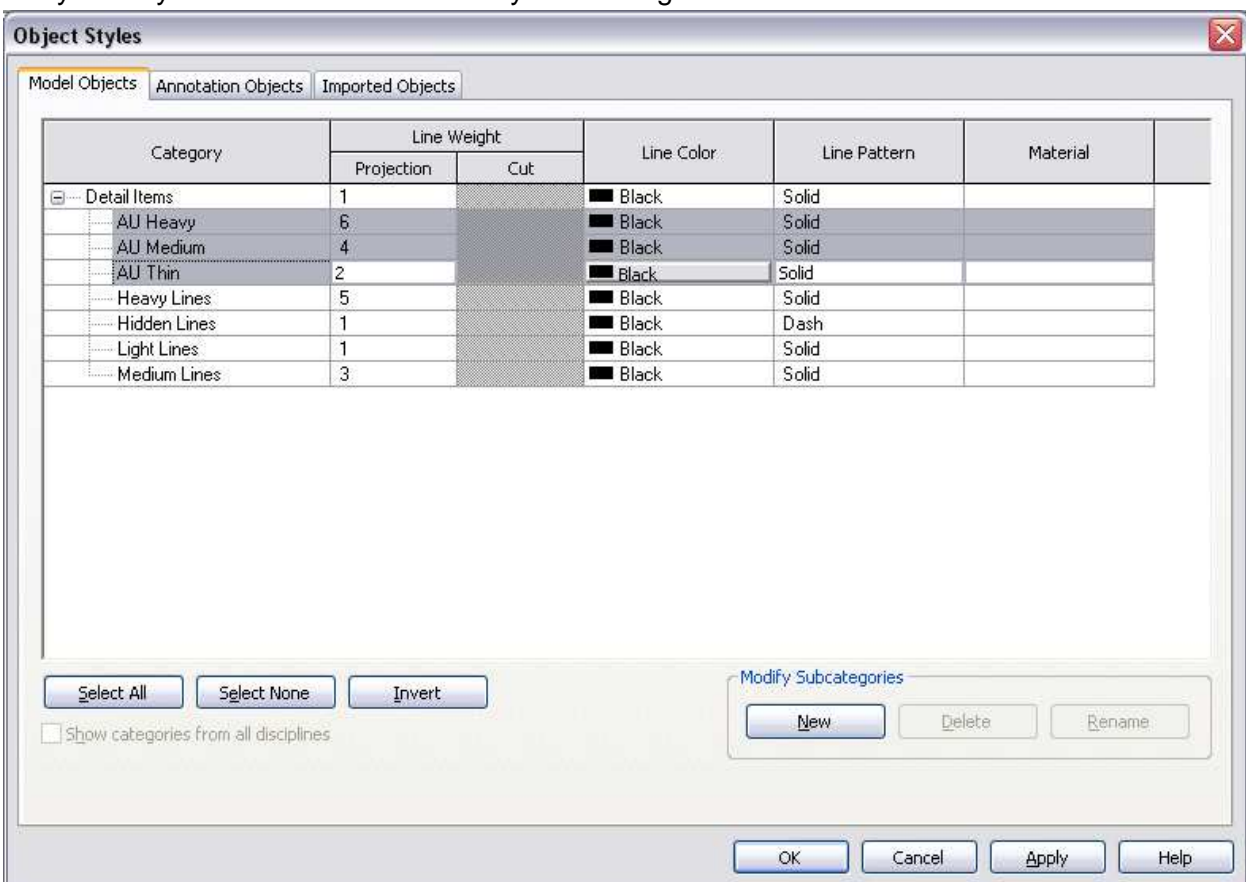 Object Styles
Model Objects Annotation Objects Imported Objects
Category Line Weight Line Color Line Pattern Material
Projection Cut
Detail Items 1 Black Solid
AU Heavy 6 Black Solid
AU Medium 4 Black Solid
AU Thin 2 Black Solid
Heavy Lines 5 Black Solid
Hidden Lines 1 Black Dash
Light Lines 1 Black Solid
Medium Lines 3 Black Solid
Select All Select None Invert
Modify Subcategories
New Delete Rename
Show categories from all disciplines
OK Cancel Apply Help